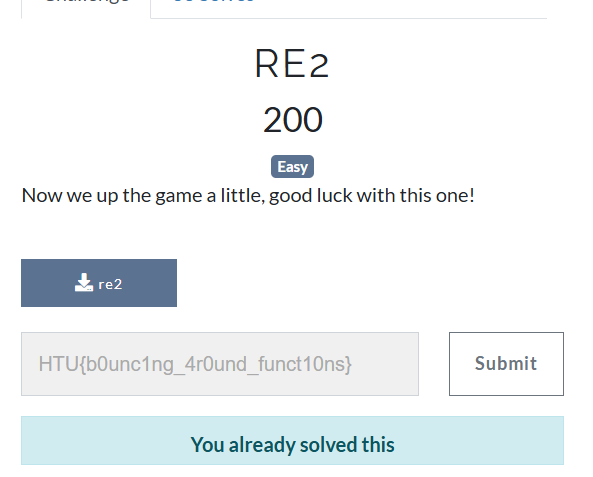 RE2
200
Easy
Now we up the game a little, good luck with this one!
re2
HTU{b0unc1ng_4r0und_funct10ns}
Submit
You already solved this